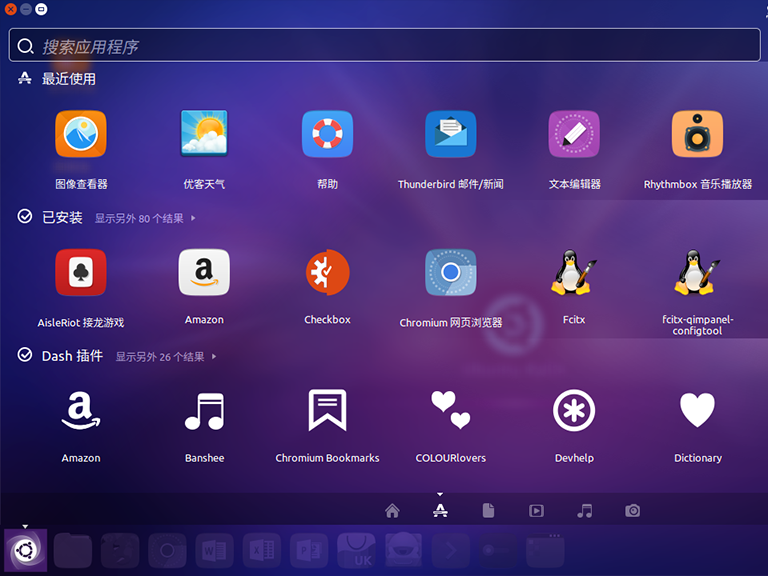 搜索应用程序
最近使用
图像查看器 优客天气 帮助 Thunderbird 邮件/新闻 文本编辑器 Rhythmbox 音乐播放器
已安装 显示另外 80 个结果
AisleRiot 接龙游戏 Amazon Checkbox Chromium 网页浏览器 Fcitx fcitx-qimpanel-
configtool
Dash 插件 显示另外 26 个结果
Amazon Banshee Chromium Bookmarks COLOURlovers Devhelp Dictionary
UK